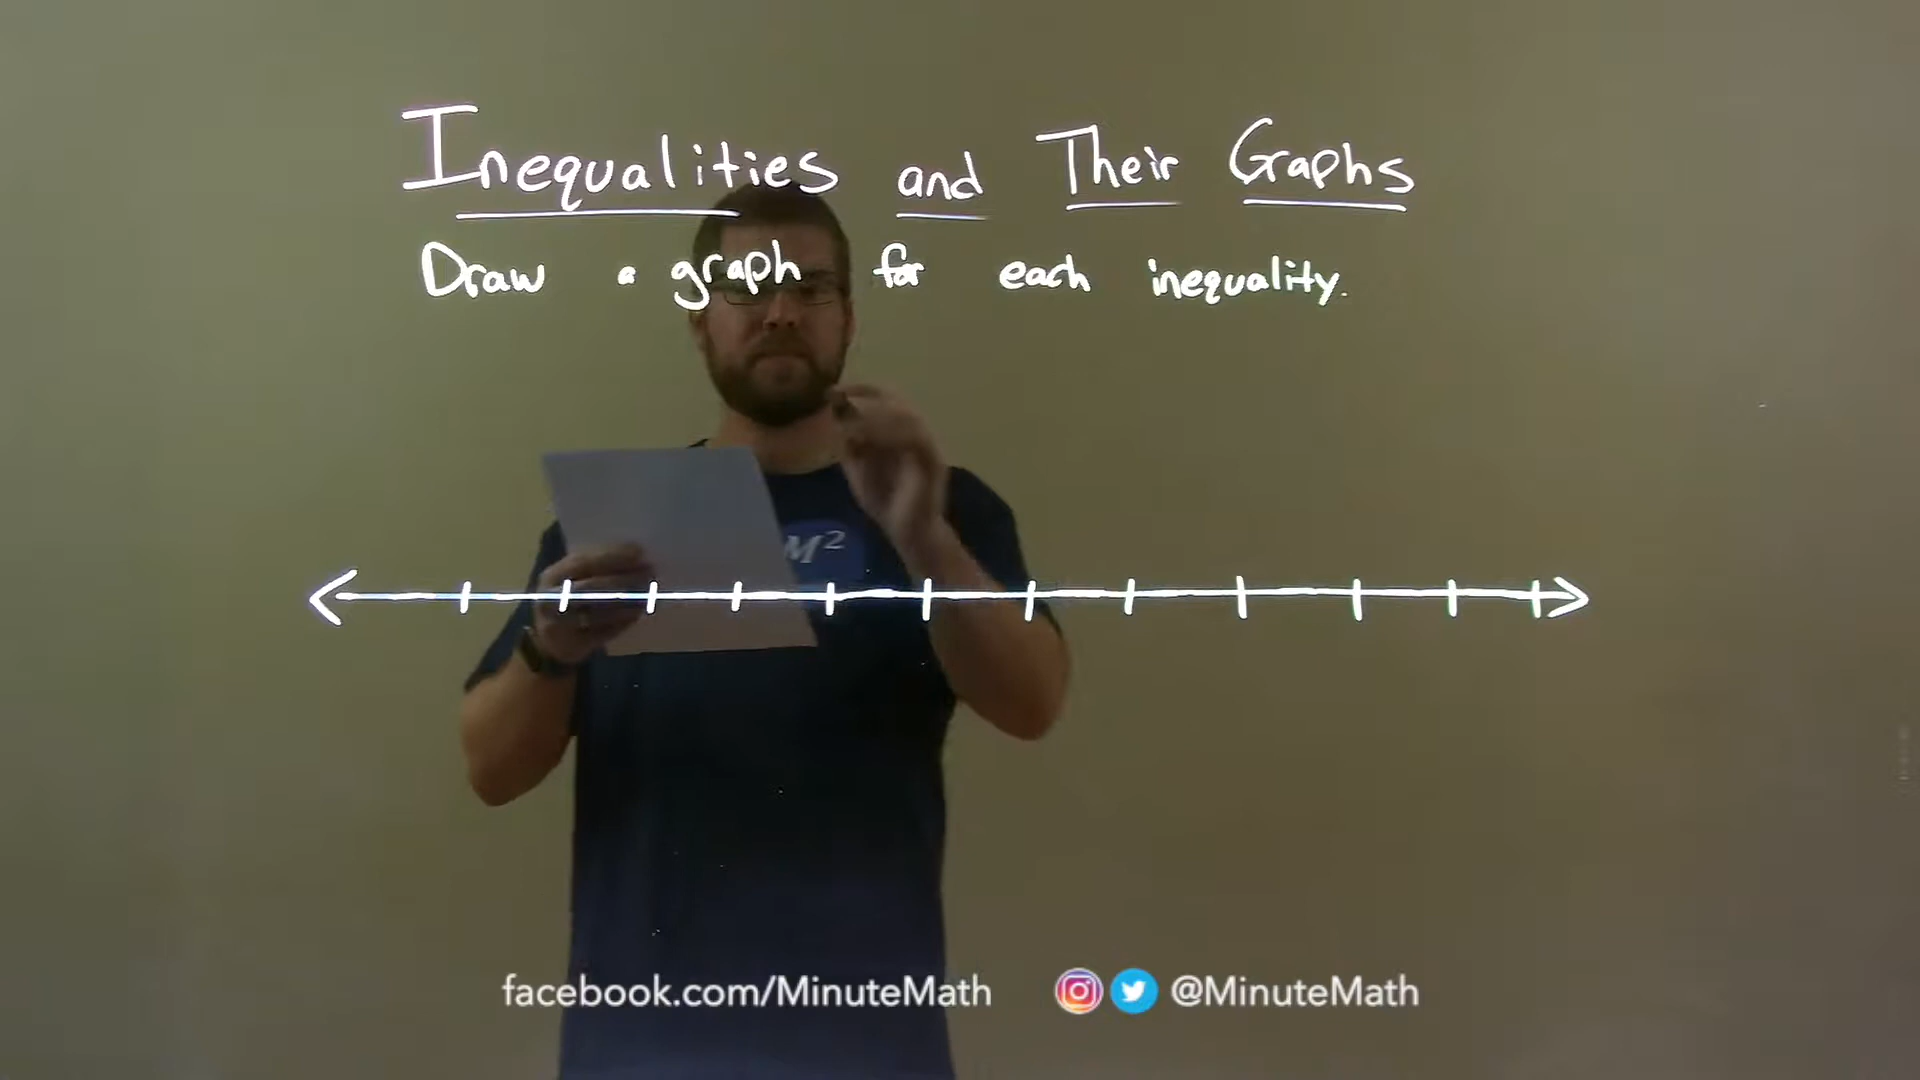 Inequalities and Their Graphs
Draw a graph for each inequality.
M²
facebook.com/MinuteMath @MinuteMath